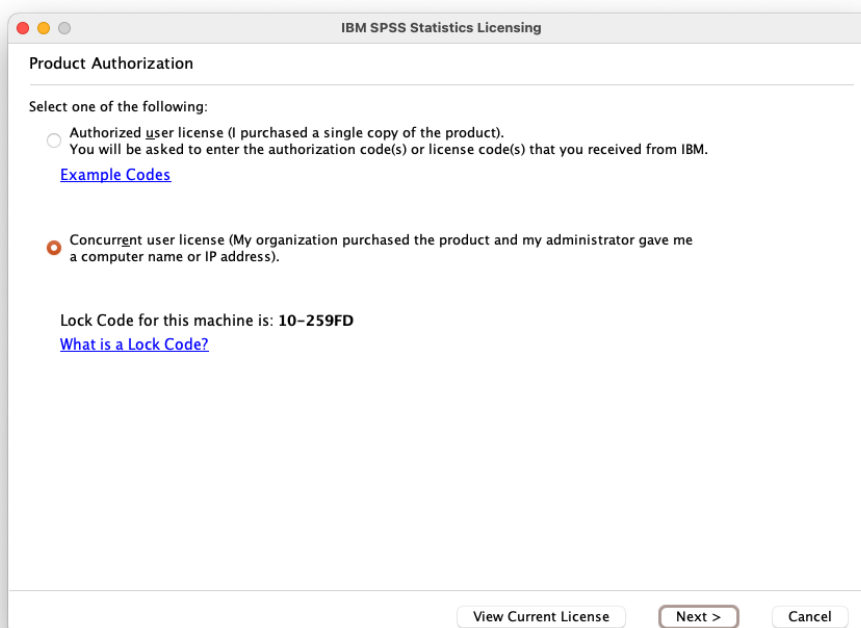 IBM SPSS Statistics Licensing
Product Authorization
Select one of the following:
Authorized user license (I purchased a single copy of the product).
You will be asked to enter the authorization code(s) or license code(s) that you received from IBM.
Example Codes
Concurrent user license (My organization purchased the product and my administrator gave me
a computer name or IP address).
Lock Code for this machine is: 10-259FD
What is a Lock Code?
View Current License Next > Cancel